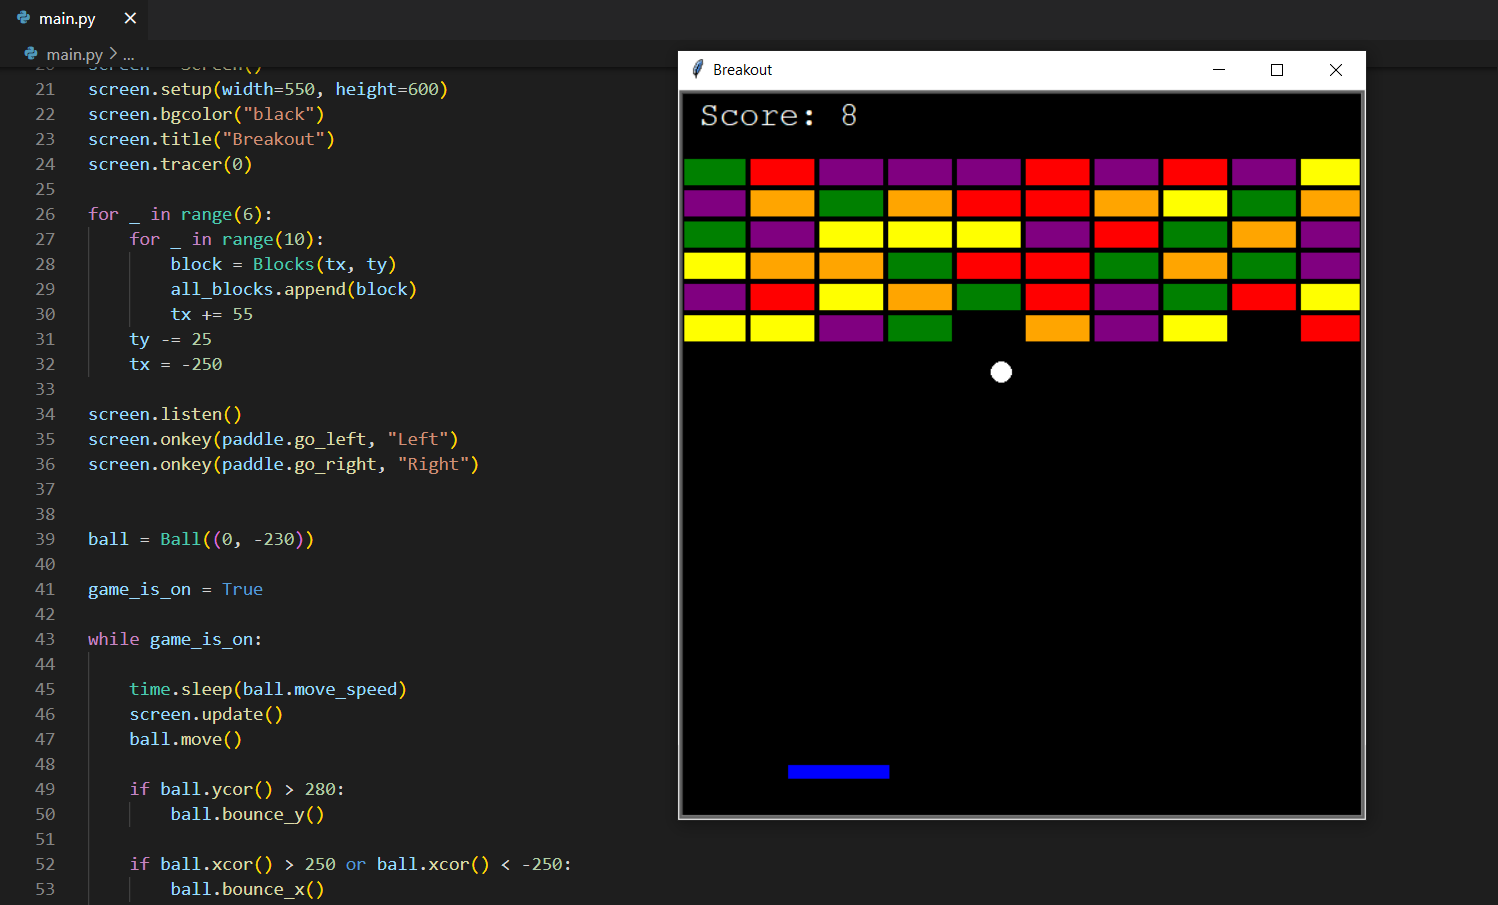 main.py
main.py > ...
20 screen = Screen()
21 screen.setup(width=550, height=600)
22 screen.bgcolor("black")
23 screen.title("Breakout")
24 screen.tracer(0)
25
26 for _ in range(6):
27     for _ in range(10):
28         block = Blocks(tx, ty)
29         all_blocks.append(block)
30         tx += 55
31     ty -= 25
32     tx = -250
33
34 screen.listen()
35 screen.onkey(paddle.go_left, "Left")
36 screen.onkey(paddle.go_right, "Right")
37
38
39 ball = Ball((0, -230))
40
41 game_is_on = True
42
43 while game_is_on:
44
45     time.sleep(ball.move_speed)
46     screen.update()
47     ball.move()
48
49     if ball.ycor() > 280:
50         ball.bounce_y()
51
52     if ball.xcor() > 250 or ball.xcor() < -250:
53         ball.bounce_x()
Breakout
Score: 8